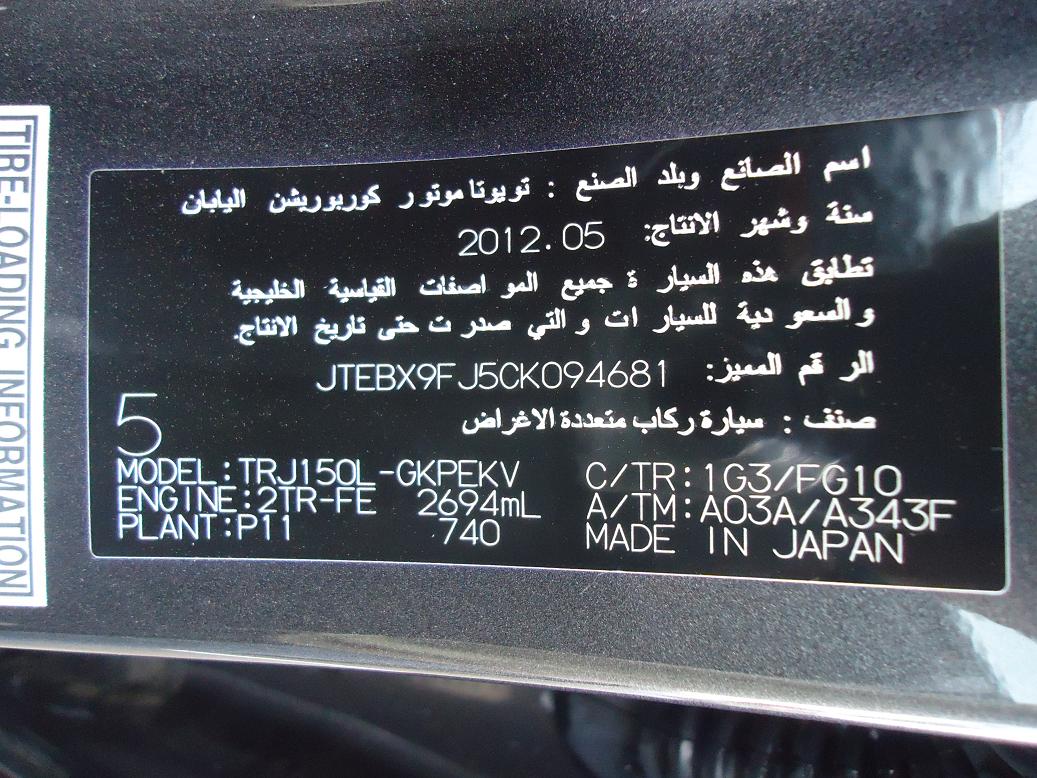 TIRE-LOADING INFORMATION
اسم الصانع وبلد الصنع : تويوتا موتور كوربوريشن اليابان
سنة وشهر الانتاج: 2012.05
تطابق هذه السيارة جميع المواصفات القياسية الخليجية
والسعودية للسيارات والتي صدرت حتى تاريخ الانتاج.
الرقم المميز: JTEBX9FJ5CK094681
صنف : سيارة ركاب متعددة الاغراض
5
MODEL:TRJ150L-GKPEKV C/TR:1G3/FG10
ENGINE:2TR-FE 2694mL A/TM:A03A/A343F
PLANT:P11 740 MADE IN JAPAN